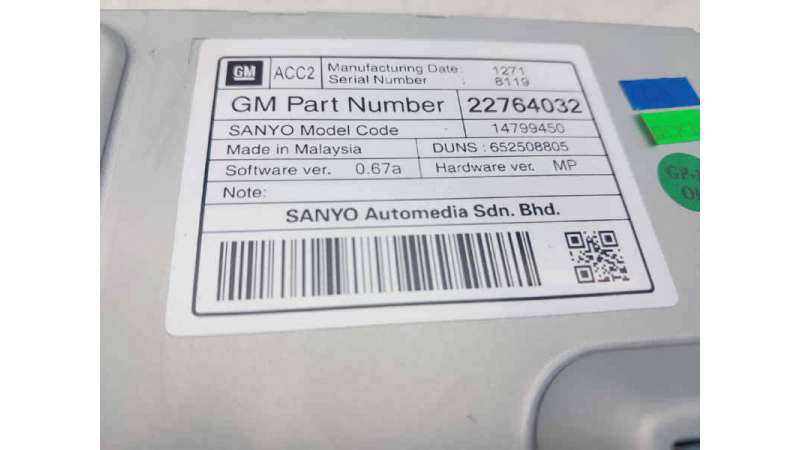 GM ACC2 Manufacturing Date: 1271
Serial Number : 8119
GM Part Number 22764032
SANYO Model Code 14799450
Made in Malaysia DUNS : 652508805
Software ver. 0.67a Hardware ver. MP
Note:
SANYO Automedia Sdn. Bhd.